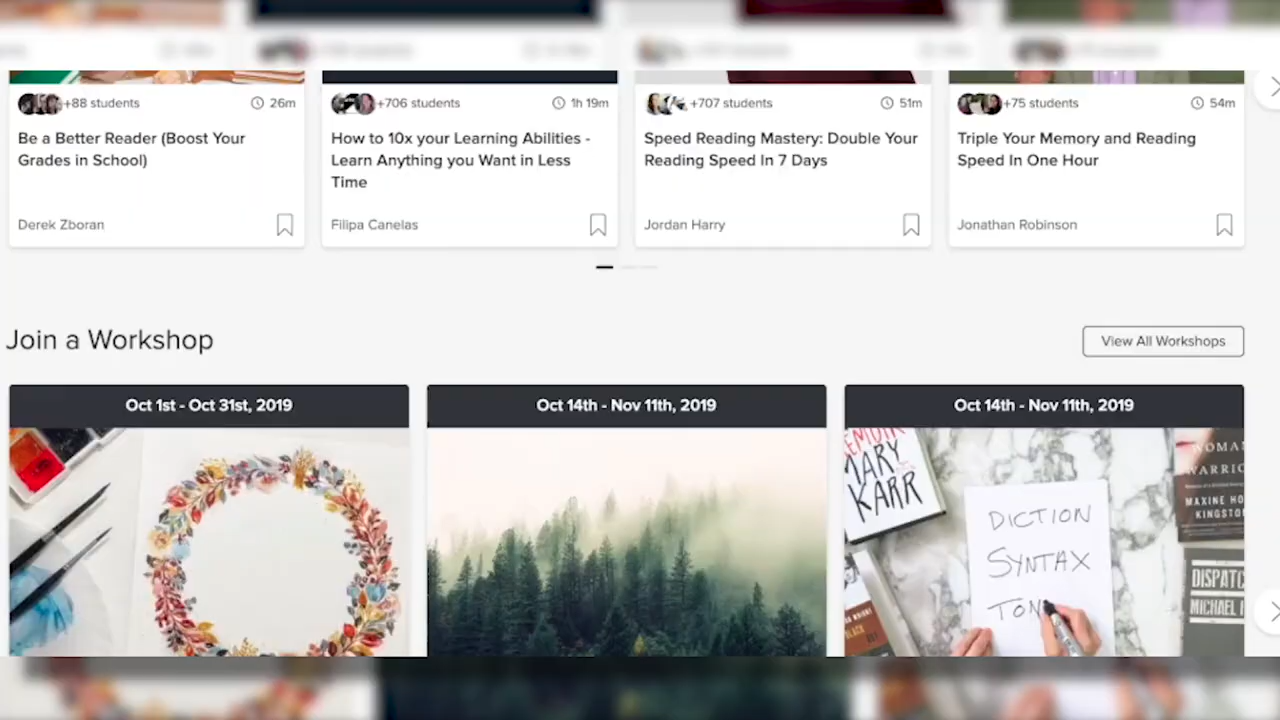 +88 students 26m
+706 students 1h 19m
+707 students 51m
+75 students 54m
Be a Better Reader (Boost Your
Grades in School)
How to 10x your Learning Abilities -
Learn Anything you Want in Less
Time
Speed Reading Mastery: Double Your
Reading Speed In 7 Days
Triple Your Memory and Reading
Speed In One Hour
Derek Zboran
Filipa Canelas
Jordan Harry
Jonathan Robinson
Join a Workshop
View All Workshops
Oct 1st - Oct 31st, 2019
Oct 14th - Nov 11th, 2019
Oct 14th - Nov 11th, 2019
MARY
KARR
DICTION
SYNTAX
TON
WARRIO
MAXINE HO
KINGSTO
DISPATC
MICHAEL